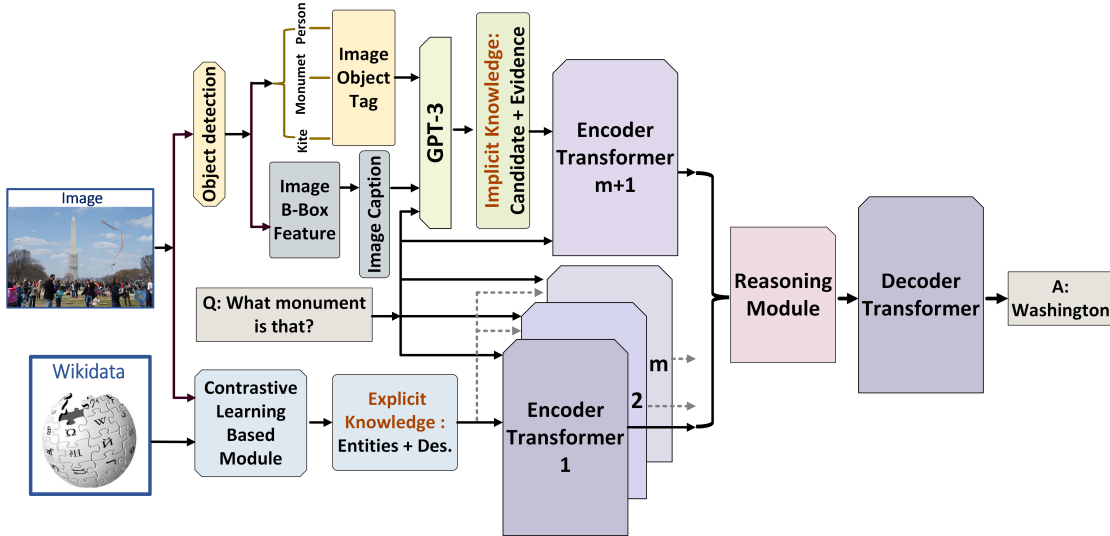 Image
Wikidata
Object detection
Person
Monumet
Kite
Image
Object
Tag
Image
B-Box
Feature
Image Caption
GPT-3
Implicit Knowledge:
Candidate + Evidence
Encoder
Transformer
m+1
Q: What monument
is that?
Contrastive
Learning
Based
Module
Explicit
Knowledge :
Entities + Des.
Encoder
Transformer
1
2
m
Reasoning
Module
Decoder
Transformer
A:
Washington